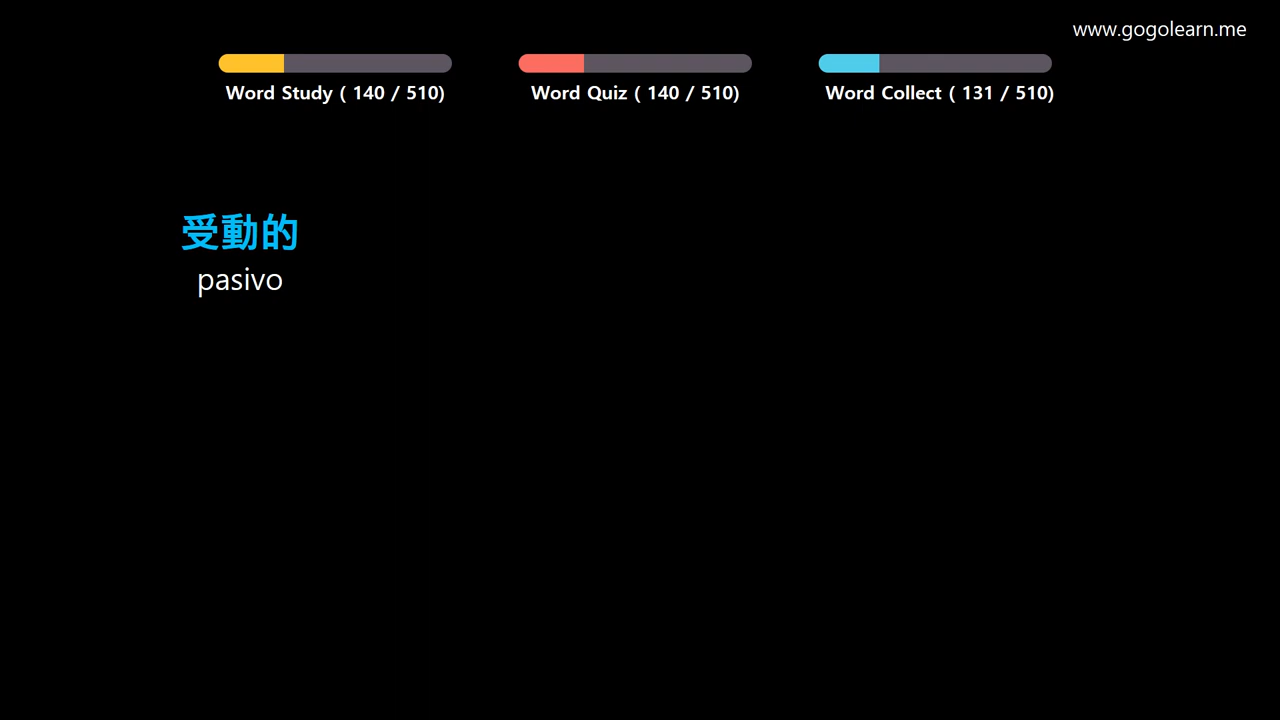 www.gogolearn.me
Word Study ( 140 / 510)
Word Quiz ( 140 / 510)
Word Collect ( 131 / 510)
受動的
pasivo